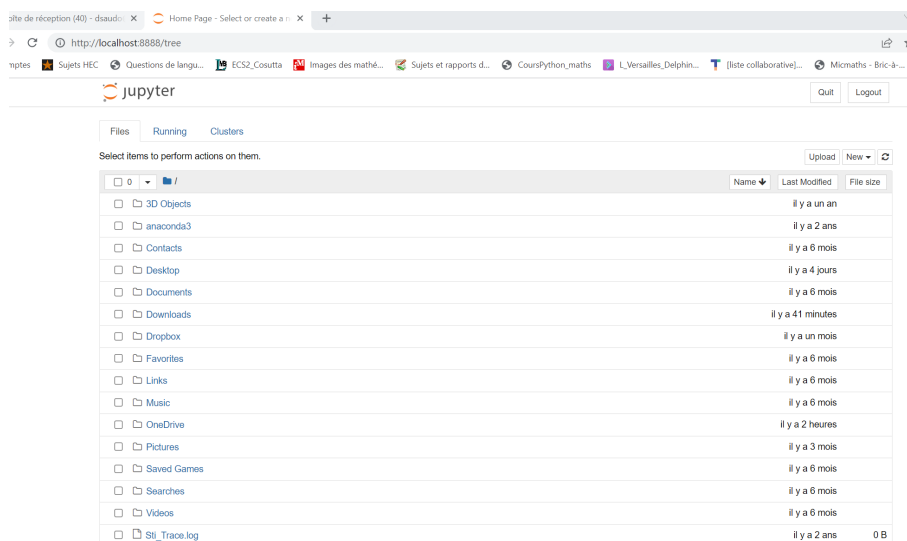 oîte de réception (40) - dsaudo Home Page - Select or create a n
http://localhost:8888/tree
mptes Sujets HEC Questions de langu... ECS2_Cosutta Images des mathé... Sujets et rapports d... CoursPython_maths L_Versailles_Delphin... [liste collaborative]... Micmaths - Bric-à-...
jupyter Quit Logout
Files Running Clusters
Select items to perform actions on them. Upload New
0 / Name Last Modified File size
3D Objects il y a un an
anaconda3 il y a 2 ans
Contacts il y a 6 mois
Desktop il y a 4 jours
Documents il y a 6 mois
Downloads il y a 41 minutes
Dropbox il y a un mois
Favorites il y a 6 mois
Links il y a 6 mois
Music il y a 6 mois
OneDrive il y a 2 heures
Pictures il y a 3 mois
Saved Games il y a 6 mois
Searches il y a 6 mois
Videos il y a 6 mois
Sti_Trace.log il y a 2 ans 0 B